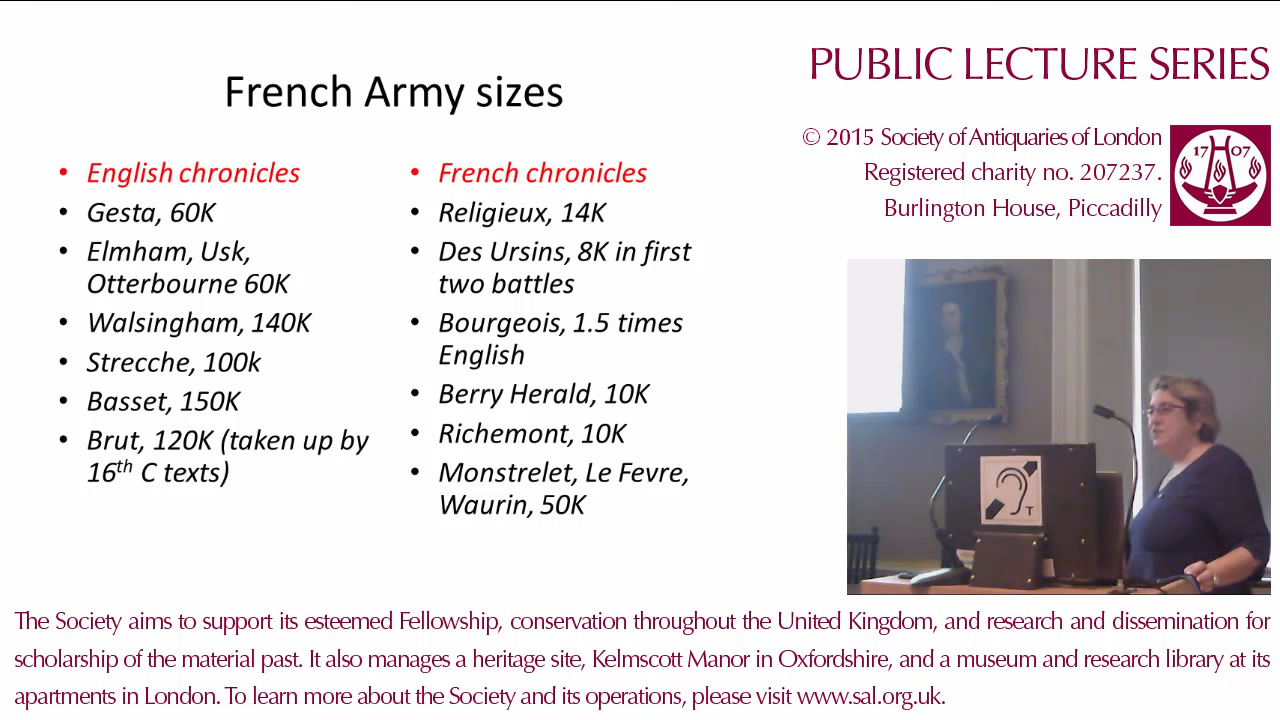 French Army sizes
• English chronicles
• Gesta, 60K
• Elmham, Usk,
Otterbourne 60K
• Walsingham, 140K
• Strecche, 100k
• Basset, 150K
• Brut, 120K (taken up by
16th C texts)
• French chronicles
• Religieux, 14K
• Des Ursins, 8K in first
two battles
• Bourgeois, 1.5 times
English
• Berry Herald, 10K
• Richemont, 10K
• Monstrelet, Le Fevre,
Waurin, 50K
PUBLIC LECTURE SERIES
© 2015 Society of Antiquaries of London
Registered charity no. 207237.
Burlington House, Piccadilly
17 07
T
The Society aims to support its esteemed Fellowship, conservation throughout the United Kingdom, and research and dissemination for
scholarship of the material past. It also manages a heritage site, Kelmscott Manor in Oxfordshire, and a museum and research library at its
apartments in London. To learn more about the Society and its operations, please visit www.sal.org.uk.